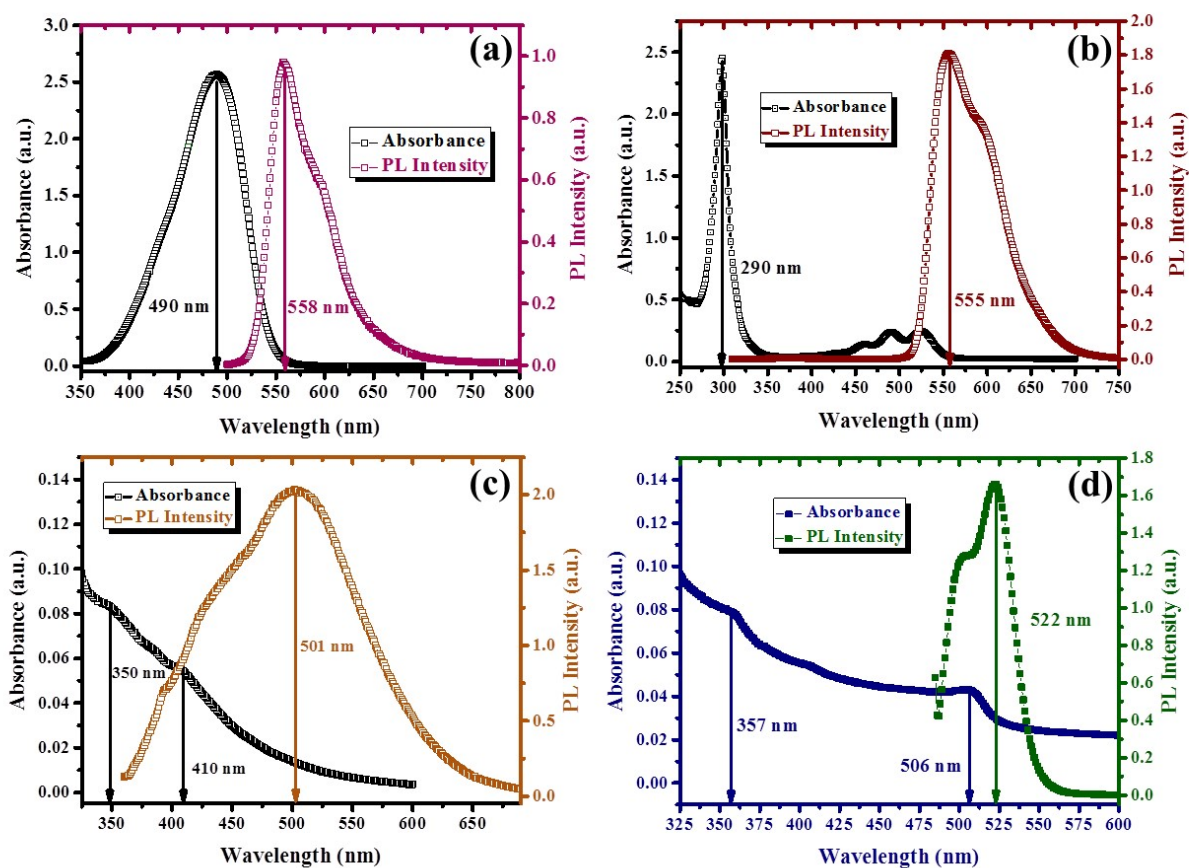 (a)
Absorbance
PL Intensity
490 nm
558 nm
3.0
2.5
2.0
1.5
1.0
0.5
0.0
Absorbance (a.u.)
1.0
0.8
0.6
0.4
0.2
0.0
PL Intensity (a.u.)
350 400 450 500 550 600 650 700 750 800
Wavelength (nm)
(b)
Absorbance
PL Intensity
290 nm
555 nm
2.5
2.0
1.5
1.0
0.5
0.0
Absorbance (a.u.)
2.0
1.8
1.6
1.4
1.2
1.0
0.8
0.6
0.4
0.2
0.0
PL Intensity (a.u.)
250 300 350 400 450 500 550 600 650 700 750
Wavelength (nm)
(c)
Absorbance
PL Intensity
350 nm
410 nm
501 nm
0.14
0.12
0.10
0.08
0.06
0.04
0.02
0.00
Absorbance (a.u.)
2.0
1.5
1.0
0.5
0.0
PL Intensity (a.u.)
350 400 450 500 550 600 650
Wavelength (nm)
(d)
Absorbance
PL Intensity
522 nm
357 nm
506 nm
0.14
0.12
0.10
0.08
0.06
0.04
0.02
0.00
Absorbance (a.u.)
1.8
1.6
1.4
1.2
1.0
0.8
0.6
0.4
0.2
0.0
PL Intensity (a.u.)
325 350 375 400 425 450 475 500 525 550 575 600
Wavelength (nm)